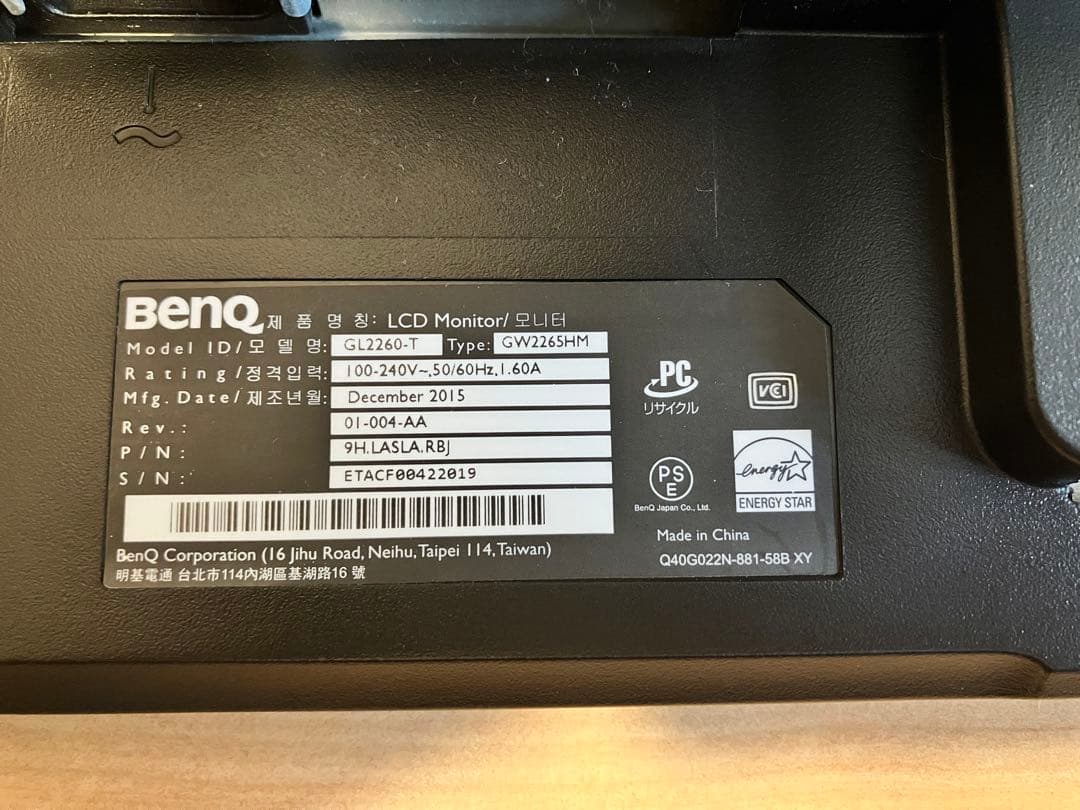 BenQ 제 품 명 칭: LCD Monitor/모니터
Model ID/모 델 명: GL2260-T Type: GW2265HM
Rating/정격입력: 100-240V~,50/60Hz,1.60A
Mfg. Date/제조년월: December 2015
Rev.: 01-004-AA
P/N: 9H.LASLA.RBJ
S/N: ETACF00422019
BenQ Corporation (16 Jihu Road, Neihu, Taipei 114, Taiwan)
明基電通 台北市114內湖區基湖路16 號
PC
リサイクル
VCCI
PSE
BenQ Japan Co., Ltd.
energy
ENERGY STAR
Made in China
Q40G022N-881-58B XY